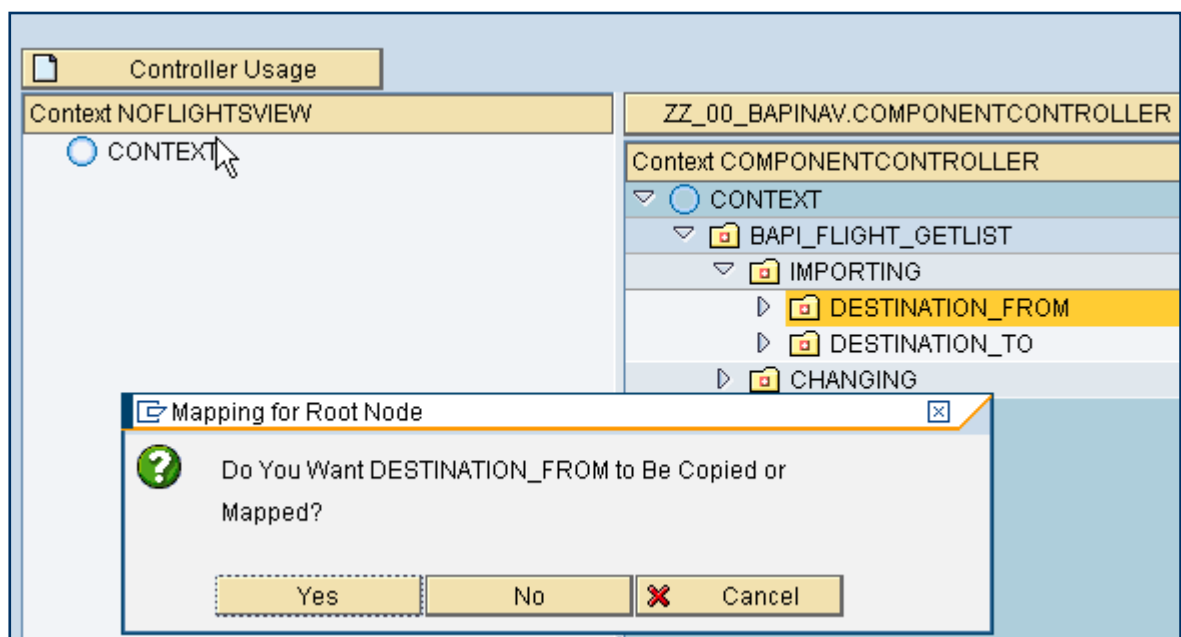 Controller Usage
Context NOFLIGHTSVIEW
CONTEXT
ZZ_00_BAPINAV.COMPONENTCONTROLLER
Context COMPONENTCONTROLLER
CONTEXT
BAPI_FLIGHT_GETLIST
IMPORTING
DESTINATION_FROM
DESTINATION_TO
CHANGING
Mapping for Root Node
Do You Want DESTINATION_FROM to Be Copied or
Mapped?
Yes
No
Cancel